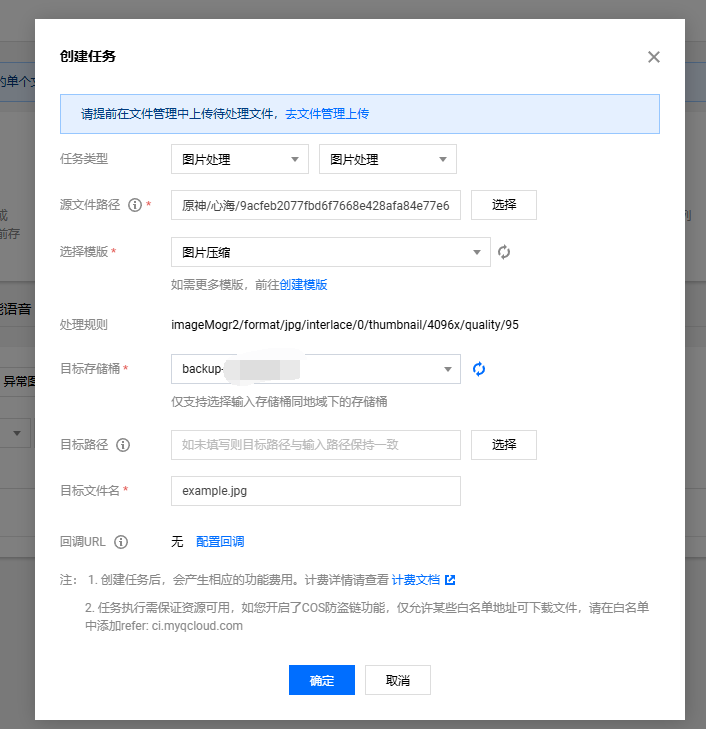 创建任务
的单个文
请提前在文件管理中上传待处理文件，去文件管理上传
任务类型 图片处理 图片处理
源文件路径 * 原神/心海/9acfeb2077fbd6f7668e428afa84e77e6 选择
选择模版 * 图片压缩
如需更多模版，前往创建模版
处理规则 imageMogr2/format/jpg/interlace/0/thumbnail/4096x/quality/95
能语音
目标存储桶 * backup-
异常图
仅支持选择输入存储桶同地域下的存储桶
目标路径 如未填写则目标路径与输入路径保持一致 选择
目标文件名 * example.jpg
回调URL 无 配置回调
注： 1. 创建任务后，会产生相应的功能费用。计费详情请查看 计费文档
2. 任务执行需保证资源可用，如您开启了COS防盗链功能，仅允许某些白名单地址可下载文件，请在白名单
中添加refer: ci.myqcloud.com
确定 取消